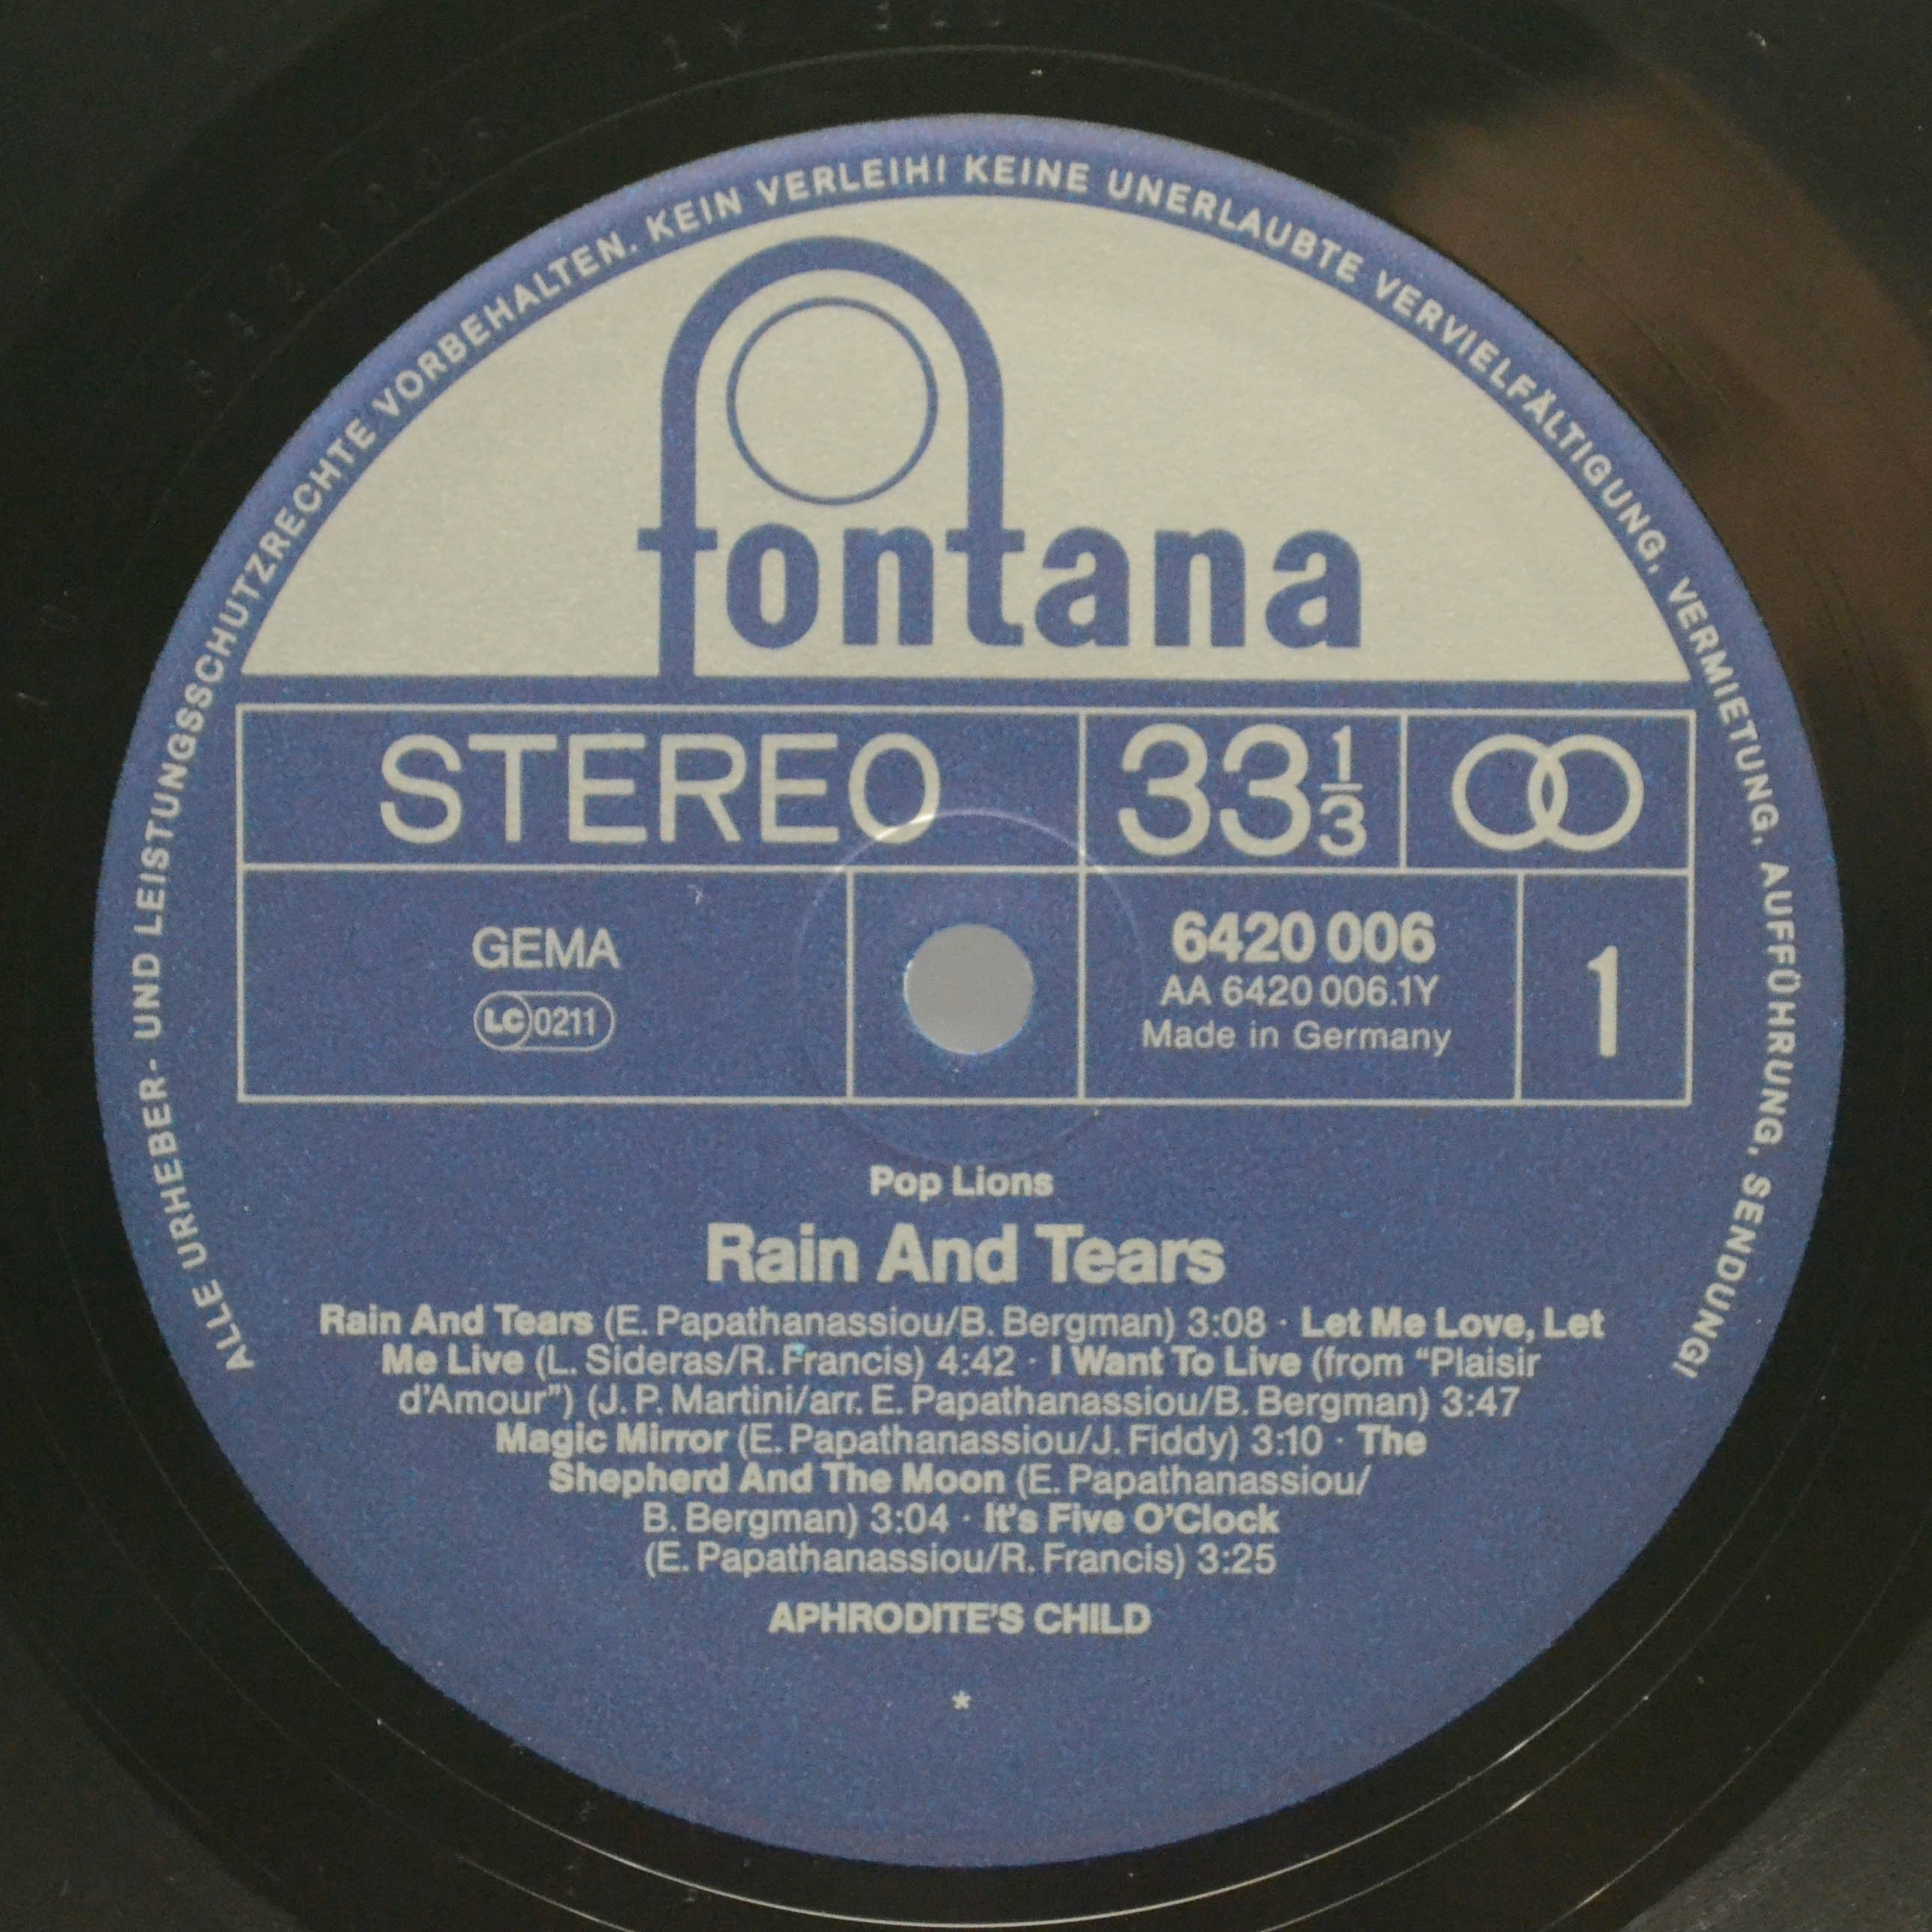 ALLE URHEBER- UND LEISTUNGSSCHUTZRECHTE VORBEHALTEN. KEIN VERLEIH! KEINE UNERLAUBTE VERVIELFÄLTIGUNG, VERMIETUNG, AUFFÜHRUNG, SENDUNG!
fontana
STEREO 33 1/3
GEMA
LC 0211
6420 006
AA 6420 006.1Y
Made in Germany
1
Pop Lions
Rain And Tears
Rain And Tears (E. Papathanassiou/B. Bergman) 3:08 · Let Me Love, Let
Me Live (L. Sideras/R. Francis) 4:42 · I Want To Live (from “Plaisir
d’Amour”) (J. P. Martini/arr. E. Papathanassiou/B. Bergman) 3:47
Magic Mirror (E. Papathanassiou/J. Fiddy) 3:10 · The
Shepherd And The Moon (E. Papathanassiou/
B. Bergman) 3:04 · It’s Five O’Clock
(E. Papathanassiou/R. Francis) 3:25
APHRODITE’S CHILD
*